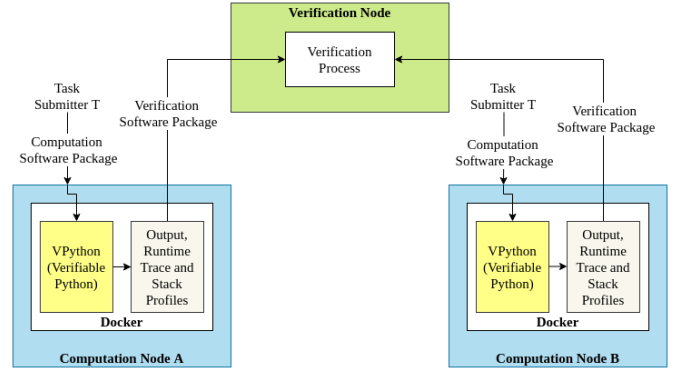 Verification Node
Verification
Process
Task
Submitter T
Verification
Software Package
Computation
Software Package
VPython
(Verifiable
Python)
Output,
Runtime
Trace and
Stack
Profiles
Docker
Computation Node A
Task
Submitter T
Verification
Software Package
Computation
Software Package
VPython
(Verifiable
Python)
Output,
Runtime
Trace and
Stack
Profiles
Docker
Computation Node B